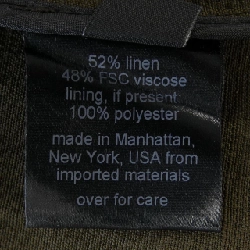 52% linen
48% FSC viscose
lining, if present:
100% polyester
made in Manhattan,
New York, USA from
imported materials
over for care